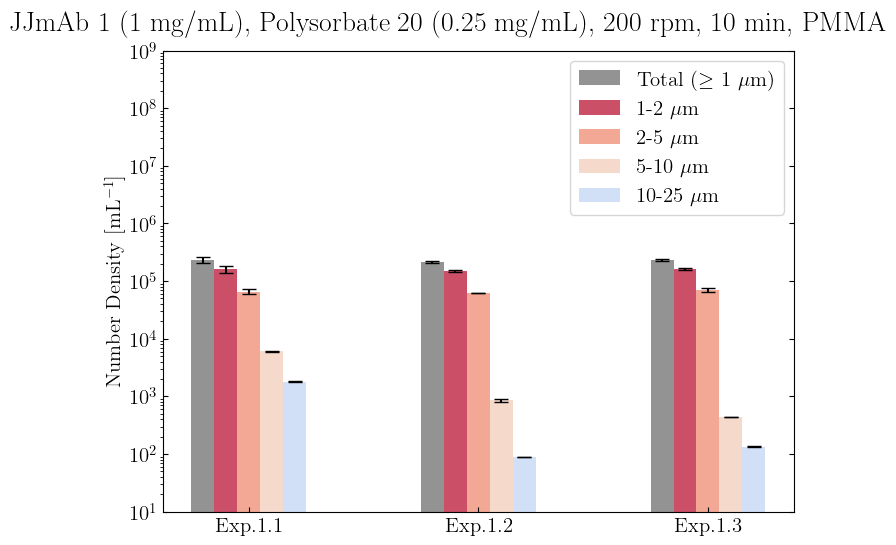 JJmAb 1 (1 mg/mL), Polysorbate 20 (0.25 mg/mL), 200 rpm, 10 min, PMMA
Number Density [mL⁻¹]
10⁹
10⁸
10⁷
10⁶
10⁵
10⁴
10³
10²
10¹
Total (≥ 1 μm)
1-2 μm
2-5 μm
5-10 μm
10-25 μm
Exp.1.1
Exp.1.2
Exp.1.3